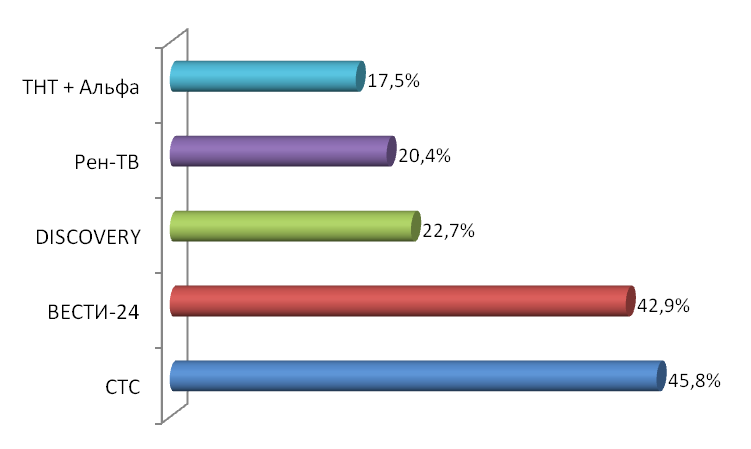 ТНТ + Альфа
17,5%
Рен-ТВ
20,4%
DISCOVERY
22,7%
ВЕСТИ-24
42,9%
СТС
45,8%